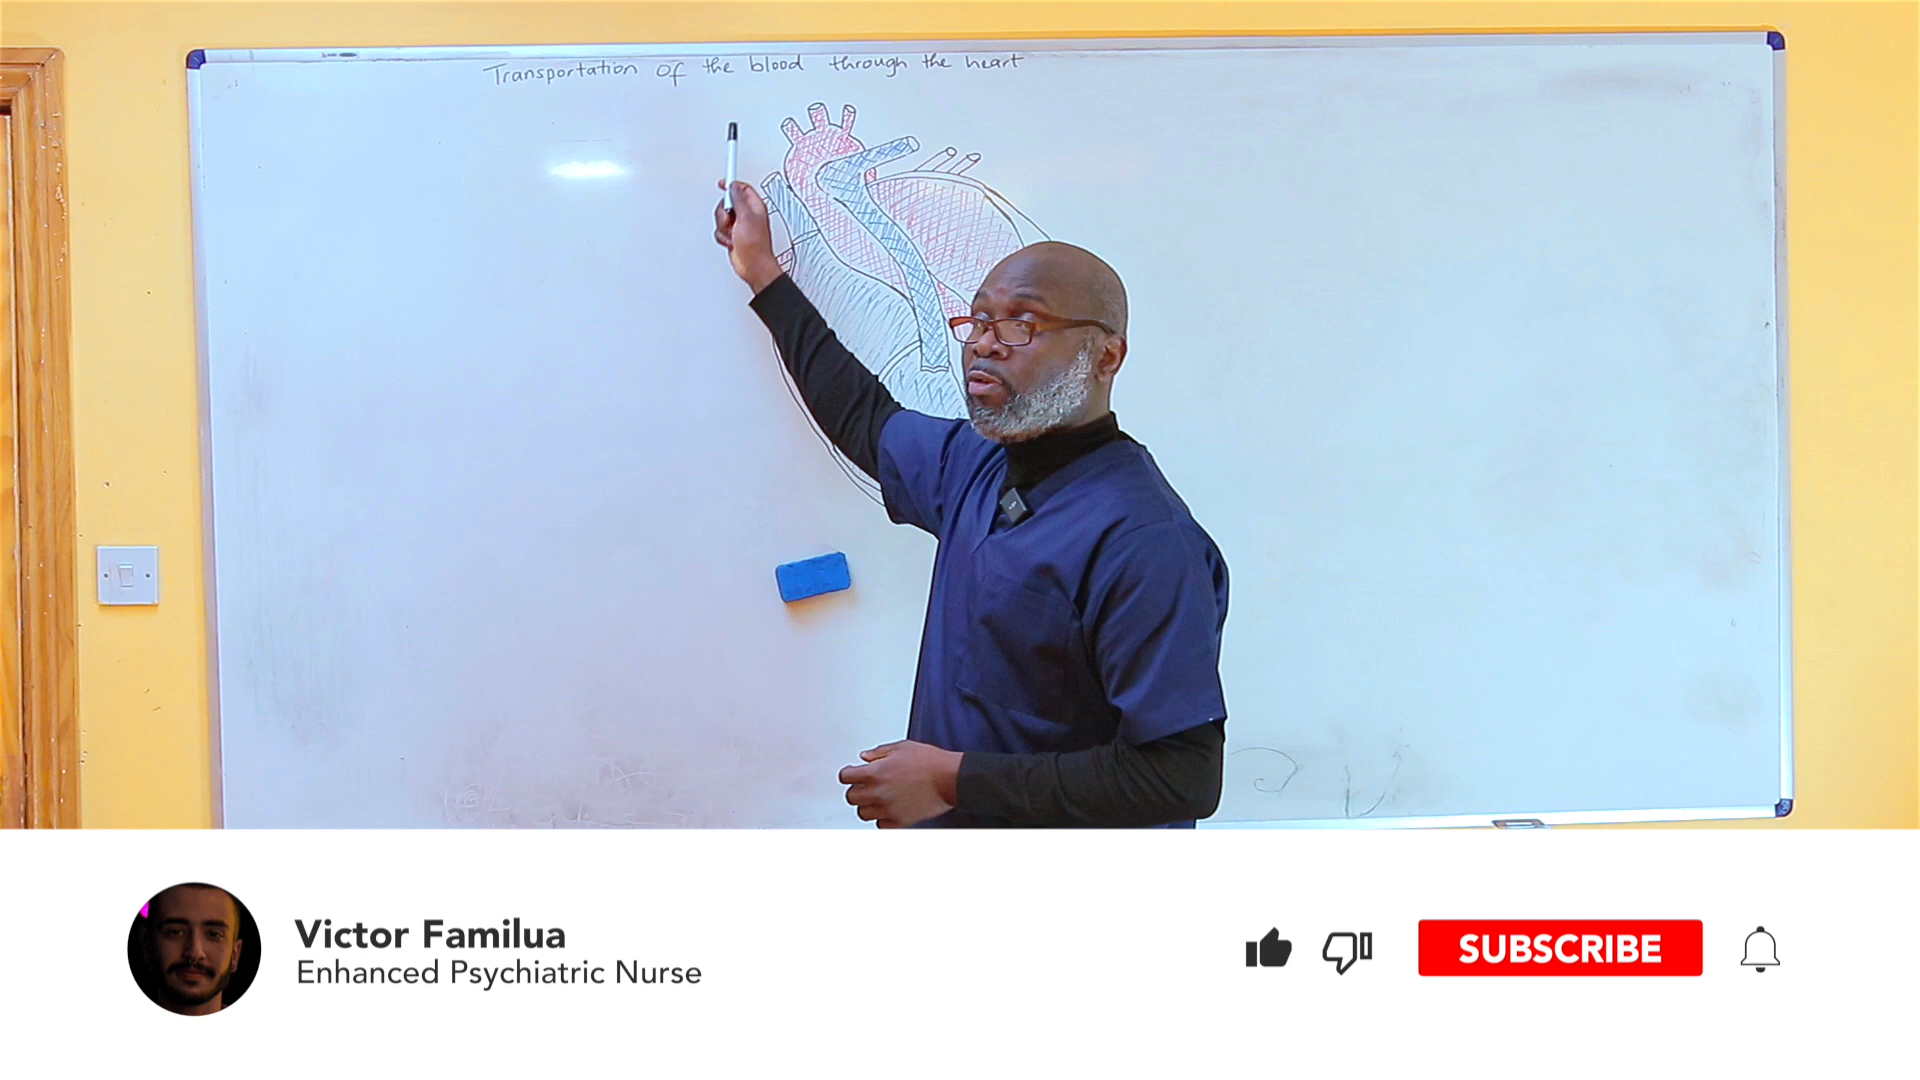 Transportation of the blood through the heart
Victor Familua
Enhanced Psychiatric Nurse
SUBSCRIBE